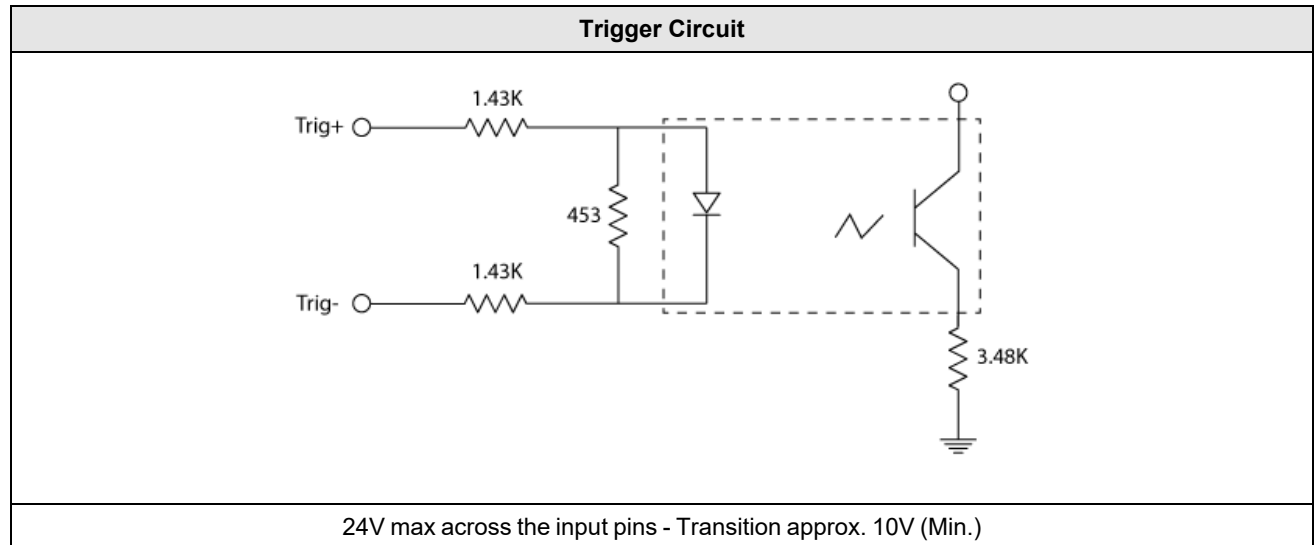 Trigger Circuit
1.43K
Trig+
453
1.43K
Trig-
3.48K
24V max across the input pins - Transition approx. 10V (Min.)